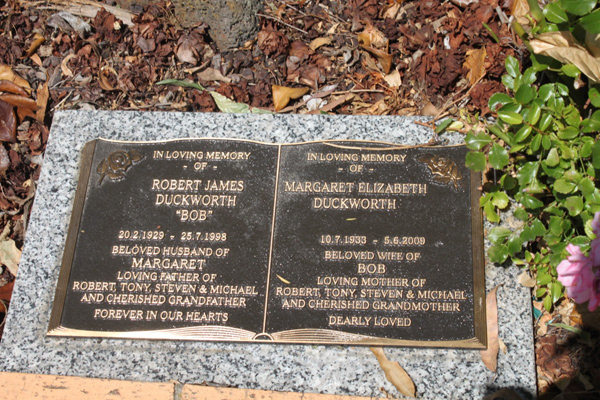 IN LOVING MEMORY
- OF -
ROBERT JAMES
DUCKWORTH
"BOB"
20.2.1929 - 25.7.1998
BELOVED HUSBAND OF
MARGARET
LOVING FATHER OF
ROBERT, TONY, STEVEN & MICHAEL
AND CHERISHED GRANDFATHER
FOREVER IN OUR HEARTS
IN LOVING MEMORY
- OF -
MARGARET ELIZABETH
DUCKWORTH
10.7.1933 - 5.6.2009
BELOVED WIFE OF
BOB
LOVING MOTHER OF
ROBERT, TONY, STEVEN & MICHAEL
AND CHERISHED GRANDMOTHER
DEARLY LOVED